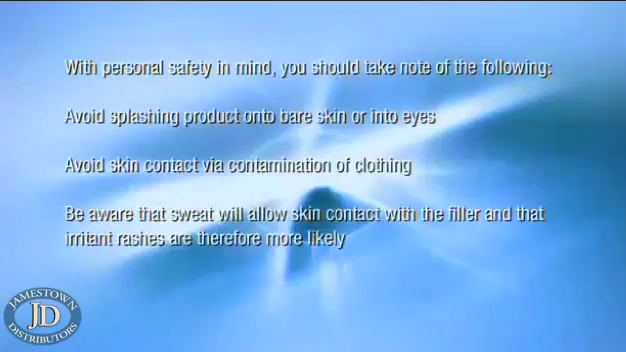 With personal safety in mind, you should take note of the following:
Avoid splashing product onto bare skin or into eyes
Avoid skin contact via contamination of clothing
Be aware that sweat will allow skin contact with the filler and that
irritant rashes are therefore more likely
JAMESTOWN
JD
DISTRIBUTORS